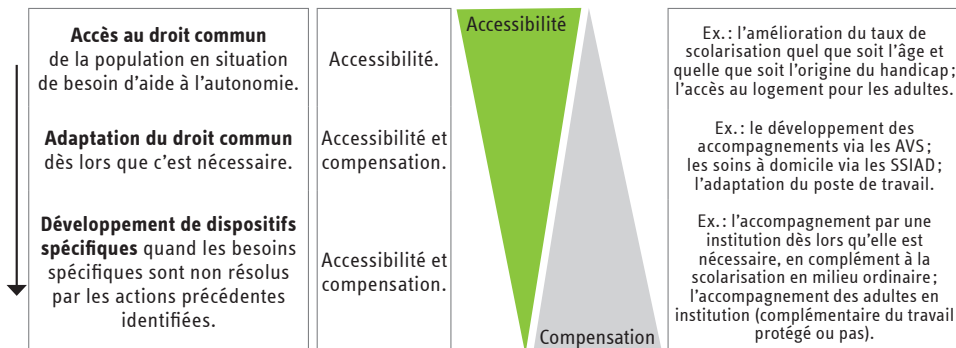 Accès au droit commun
de la population en situation
de besoin d'aide à l'autonomie.
Accessibilité.
Accessibilité
Ex.: l'amélioration du taux de
scolarisation quel que soit l'âge et
quelle que soit l'origine du handicap;
l'accès au logement pour les adultes.
Adaptation du droit commun
dès lors que c'est nécessaire.
Accessibilité et
compensation.
Ex.: le développement des
accompagnements via les AVS;
les soins à domicile via les SSIAD;
l'adaptation du poste de travail.
Développement de dispositifs
spécifiques quand les besoins
spécifiques sont non résolus
par les actions précédentes
identifiées.
Accessibilité et
compensation.
Compensation
Ex.: l'accompagnement par une
institution dès lors qu'elle est
nécessaire, en complément à la
scolarisation en milieu ordinaire;
l'accompagnement des adultes en
institution (complémentaire du travail
protégé ou pas).